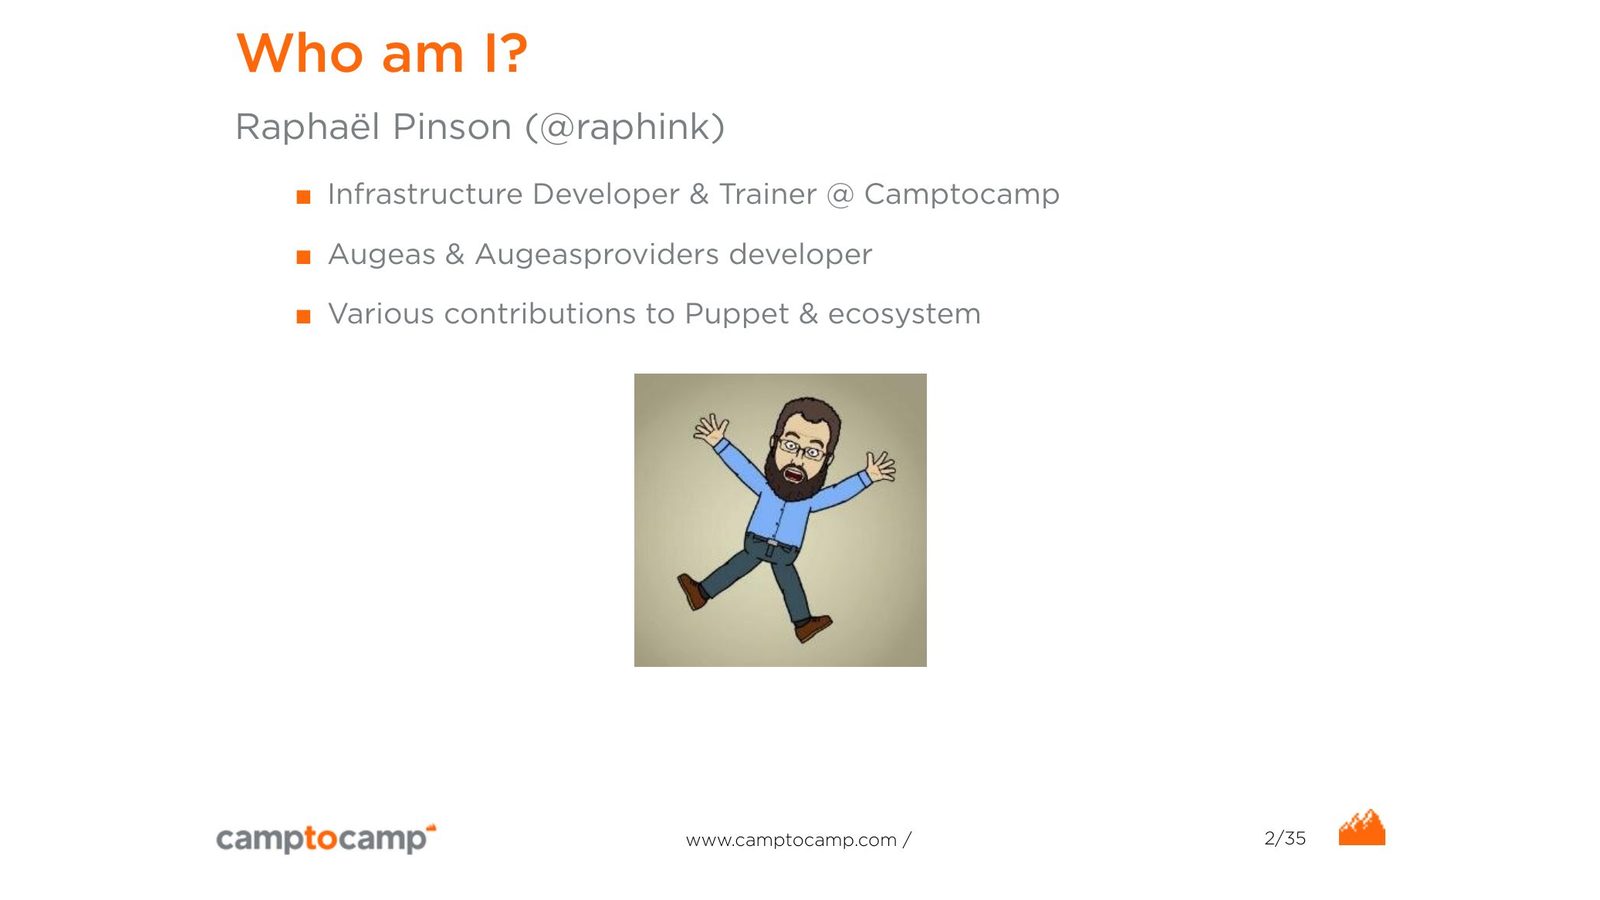 Who am I?
Raphaël Pinson (@raphink)
Infrastructure Developer & Trainer @ Camptocamp
Augeas & Augeasproviders developer
Various contributions to Puppet & ecosystem
camptocamp
www.camptocamp.com /
2/35